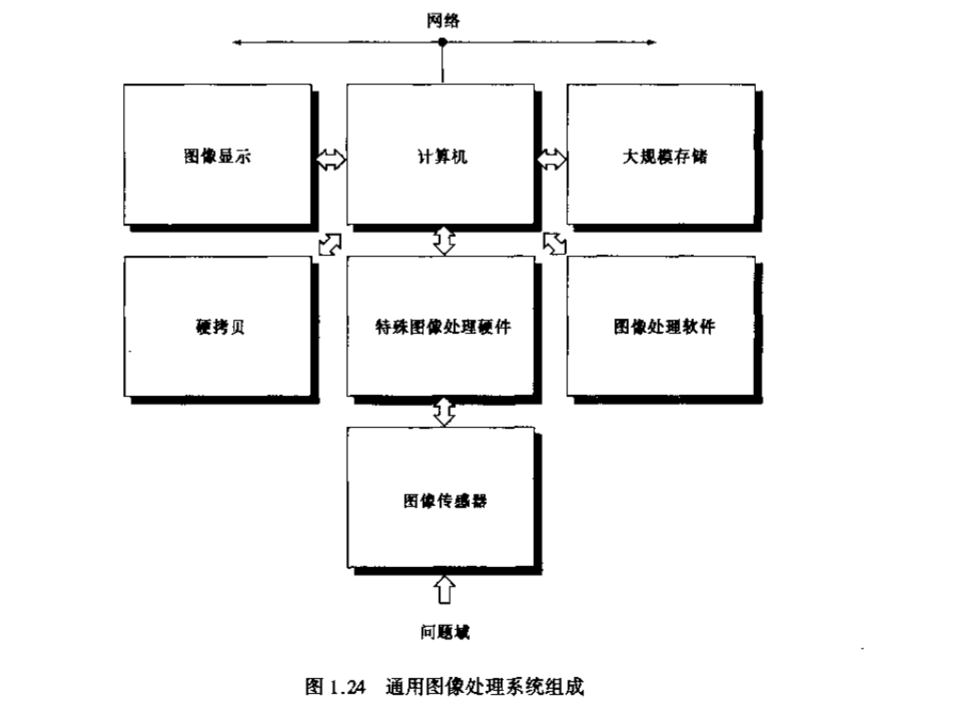 网络
图像显示
计算机
大规模存储
硬拷贝
特殊图像处理硬件
图像处理软件
图像传感器
问题域
图 1.24 通用图像处理系统组成